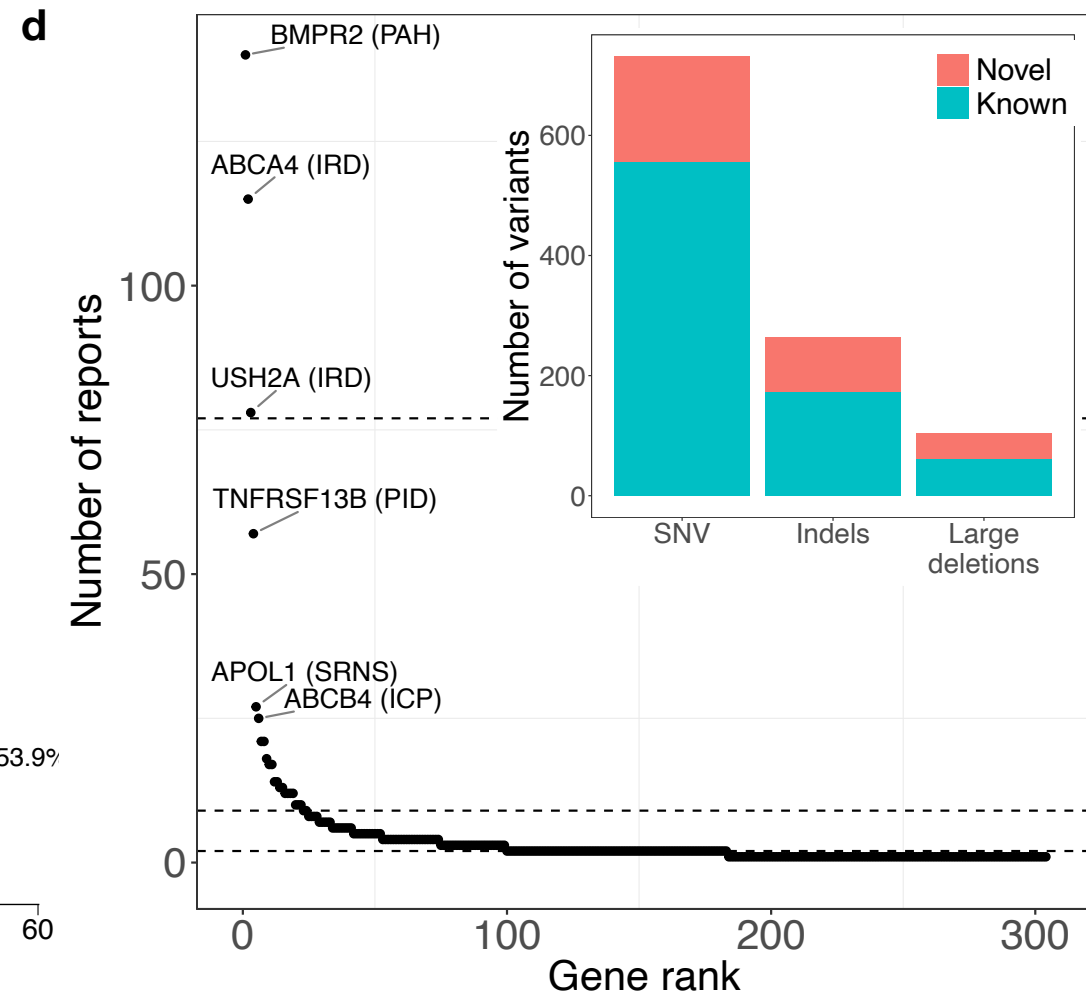 d
BMPR2 (PAH)
ABCA4 (IRD)
USH2A (IRD)
TNFRSF13B (PID)
APOL1 (SRNS)
ABCB4 (ICP)
Number of reports
100
50
0
0
100
200
300
Gene rank
Novel
Known
Number of variants
600
400
200
0
SNV
Indels
Large
deletions
53.9%
60